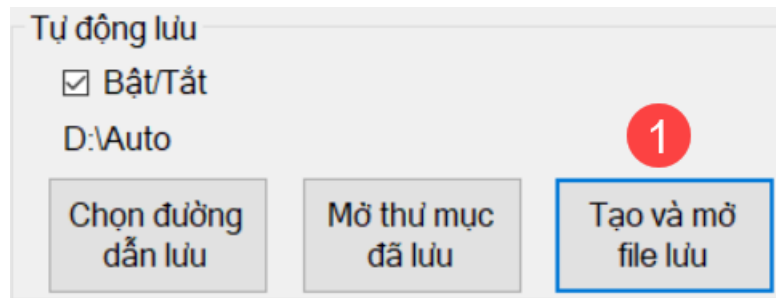 Tự động lưu
Bật/Tắt
D:\Auto
1
Chọn đường
dẫn lưu
Mở thư mục
đã lưu
Tạo và mở
file lưu